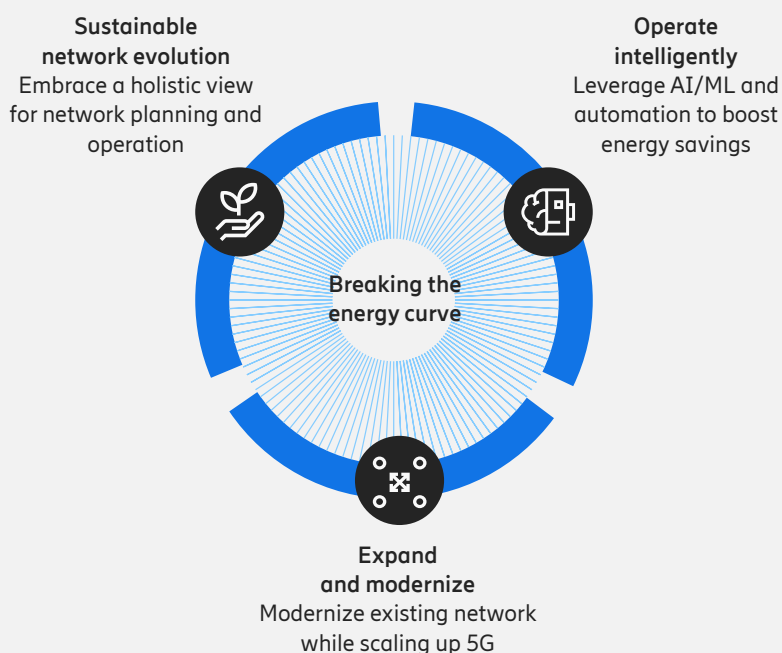 Sustainable
network evolution
Embrace a holistic view
for network planning and
operation
Operate
intelligently
Leverage AI/ML and
automation to boost
energy savings
Breaking the
energy curve
Expand
and modernize
Modernize existing network
while scaling up 5G